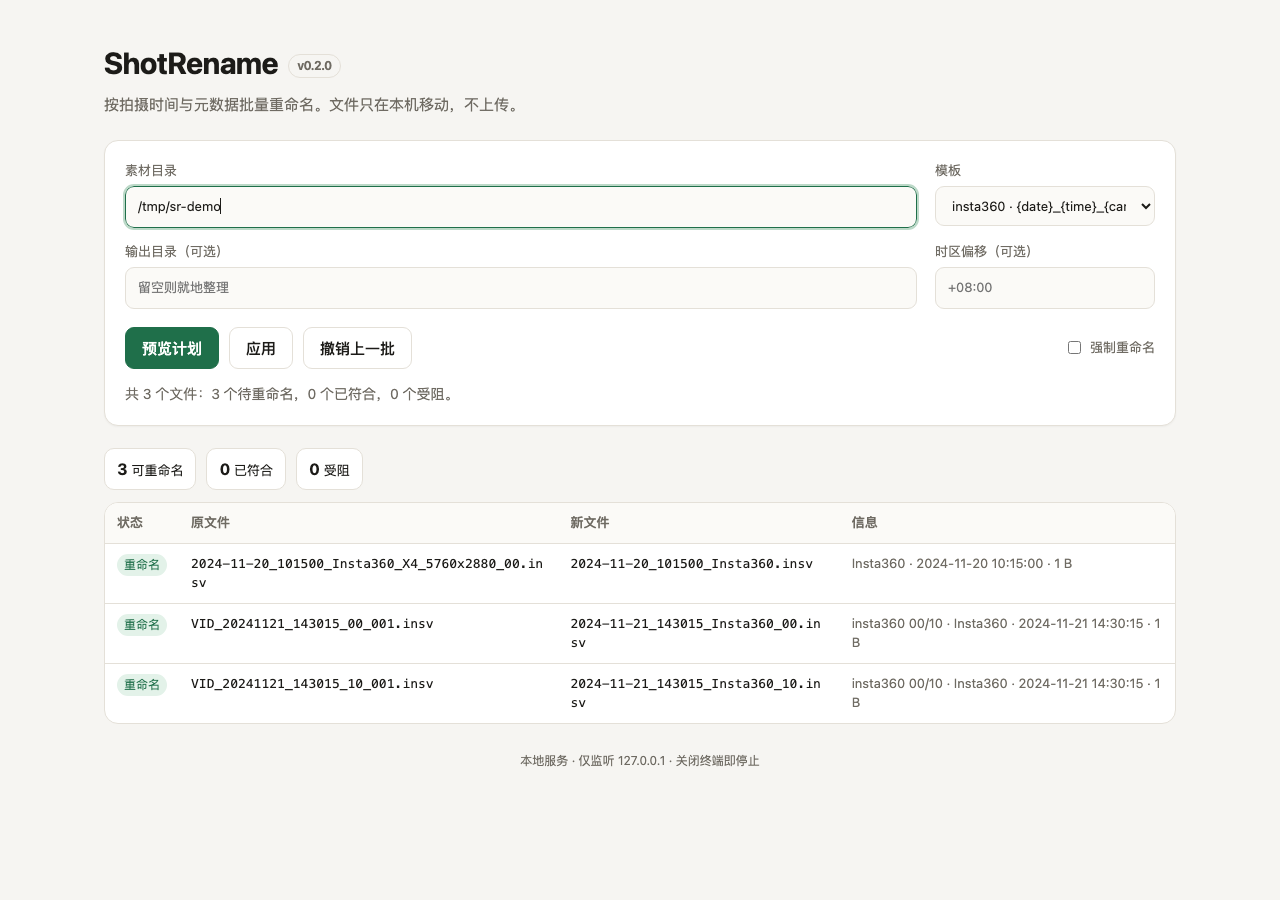 ShotRename v0.2.0
按拍摄时间与元数据批量重命名。文件只在本机移动，不上传。
素材目录 模板
/tmp/sr-demo insta360 · {date}_{time}_{car
输出目录（可选） 时区偏移（可选）
留空则就地整理 +08:00
预览计划 应用 撤销上一批 强制重命名
共 3 个文件：3 个待重命名，0 个已符合，0 个受阻。
3 可重命名 0 已符合 0 受阻
状态 原文件 新文件 信息
重命名 2024-11-20_101500_Insta360_X4_5760x2880_00.in 2024-11-20_101500_Insta360.insv Insta360 · 2024-11-20 10:15:00 · 1 B
sv
重命名 VID_20241121_143015_00_001.insv 2024-11-21_143015_Insta360_00.in insta360 00/10 · Insta360 · 2024-11-21 14:30:15 · 1
sv B
重命名 VID_20241121_143015_10_001.insv 2024-11-21_143015_Insta360_10.in insta360 00/10 · Insta360 · 2024-11-21 14:30:15 · 1
sv B
本地服务 · 仅监听 127.0.0.1 · 关闭终端即停止